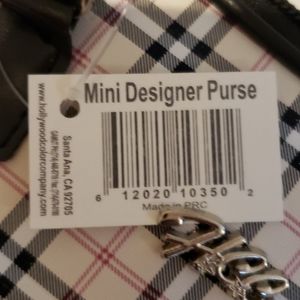 Mini Designer Purse
6 12020 10350 2
Made in PRC
Santa Ana, CA 92705
www.hollywoodcolorcompany.com